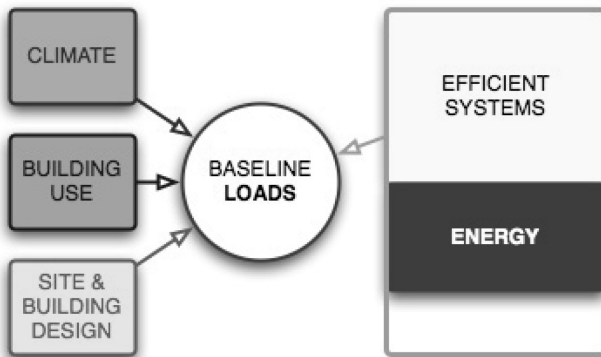 CLIMATE
BUILDING
USE
SITE &
BUILDING
DESIGN
BASELINE
LOADS
EFFICIENT
SYSTEMS
ENERGY